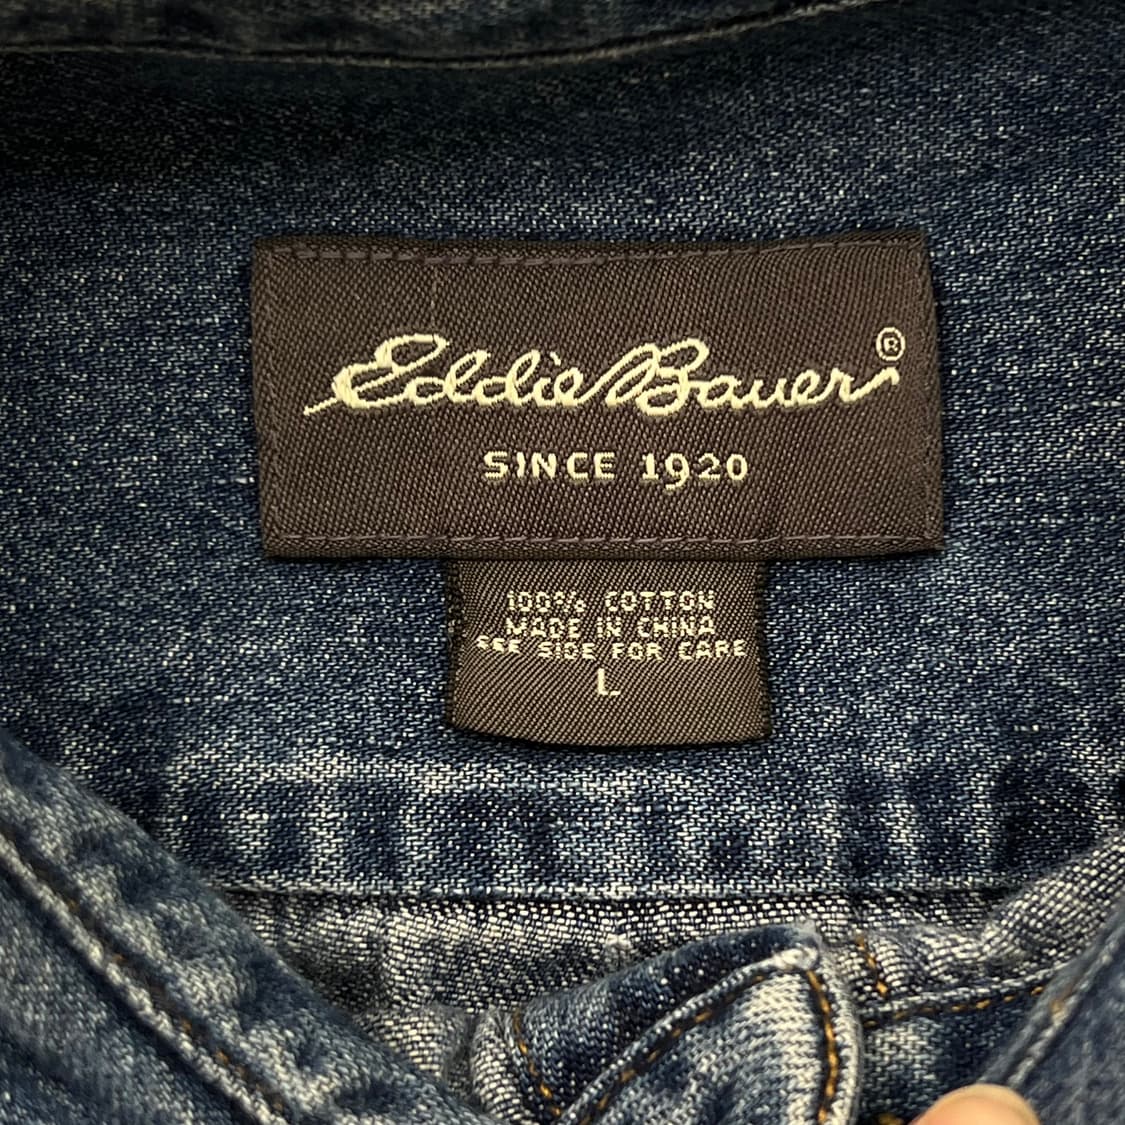 Eddie Bauer®
SINCE 1920
100% COTTON
MADE IN CHINA
SEE SIDE FOR CARE
L